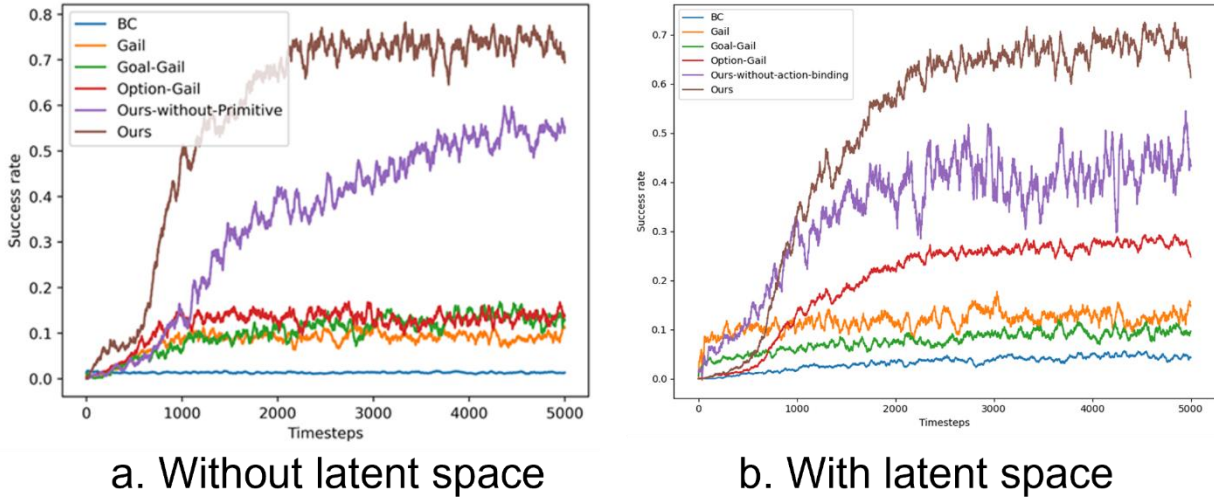 0.8
0.7
0.6
0.5
0.4
0.3
0.2
0.1
0.0
Success rate
BC
Gail
Goal-Gail
Option-Gail
Ours-without-Primitive
Ours
0
1000
2000
3000
4000
5000
Timesteps
a. Without latent space
0.7
0.6
0.5
0.4
0.3
0.2
0.1
0.0
Success rate
BC
Gail
Goal-Gail
Option-Gail
Ours-without-action-binding
Ours
0
1000
2000
3000
4000
5000
Timesteps
b. With latent space